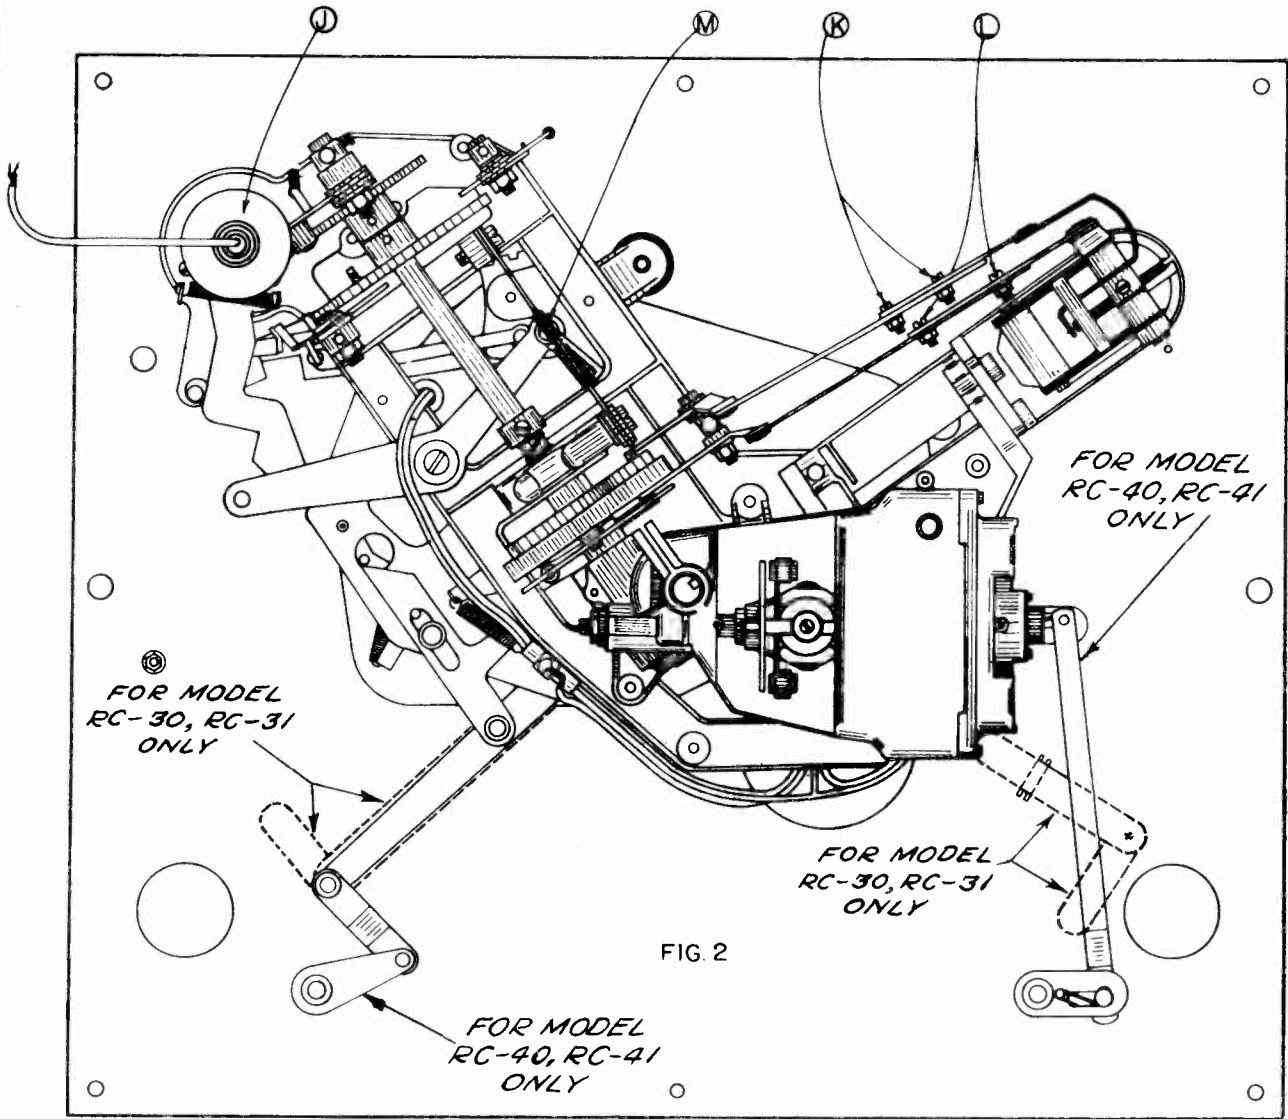 J
M
K
L
FOR MODEL
RC-40, RC-41
ONLY
FOR MODEL
RC-30, RC-31
ONLY
FOR MODEL
RC-30, RC-31
ONLY
FIG. 2
FOR MODEL
RC-40, RC-41
ONLY